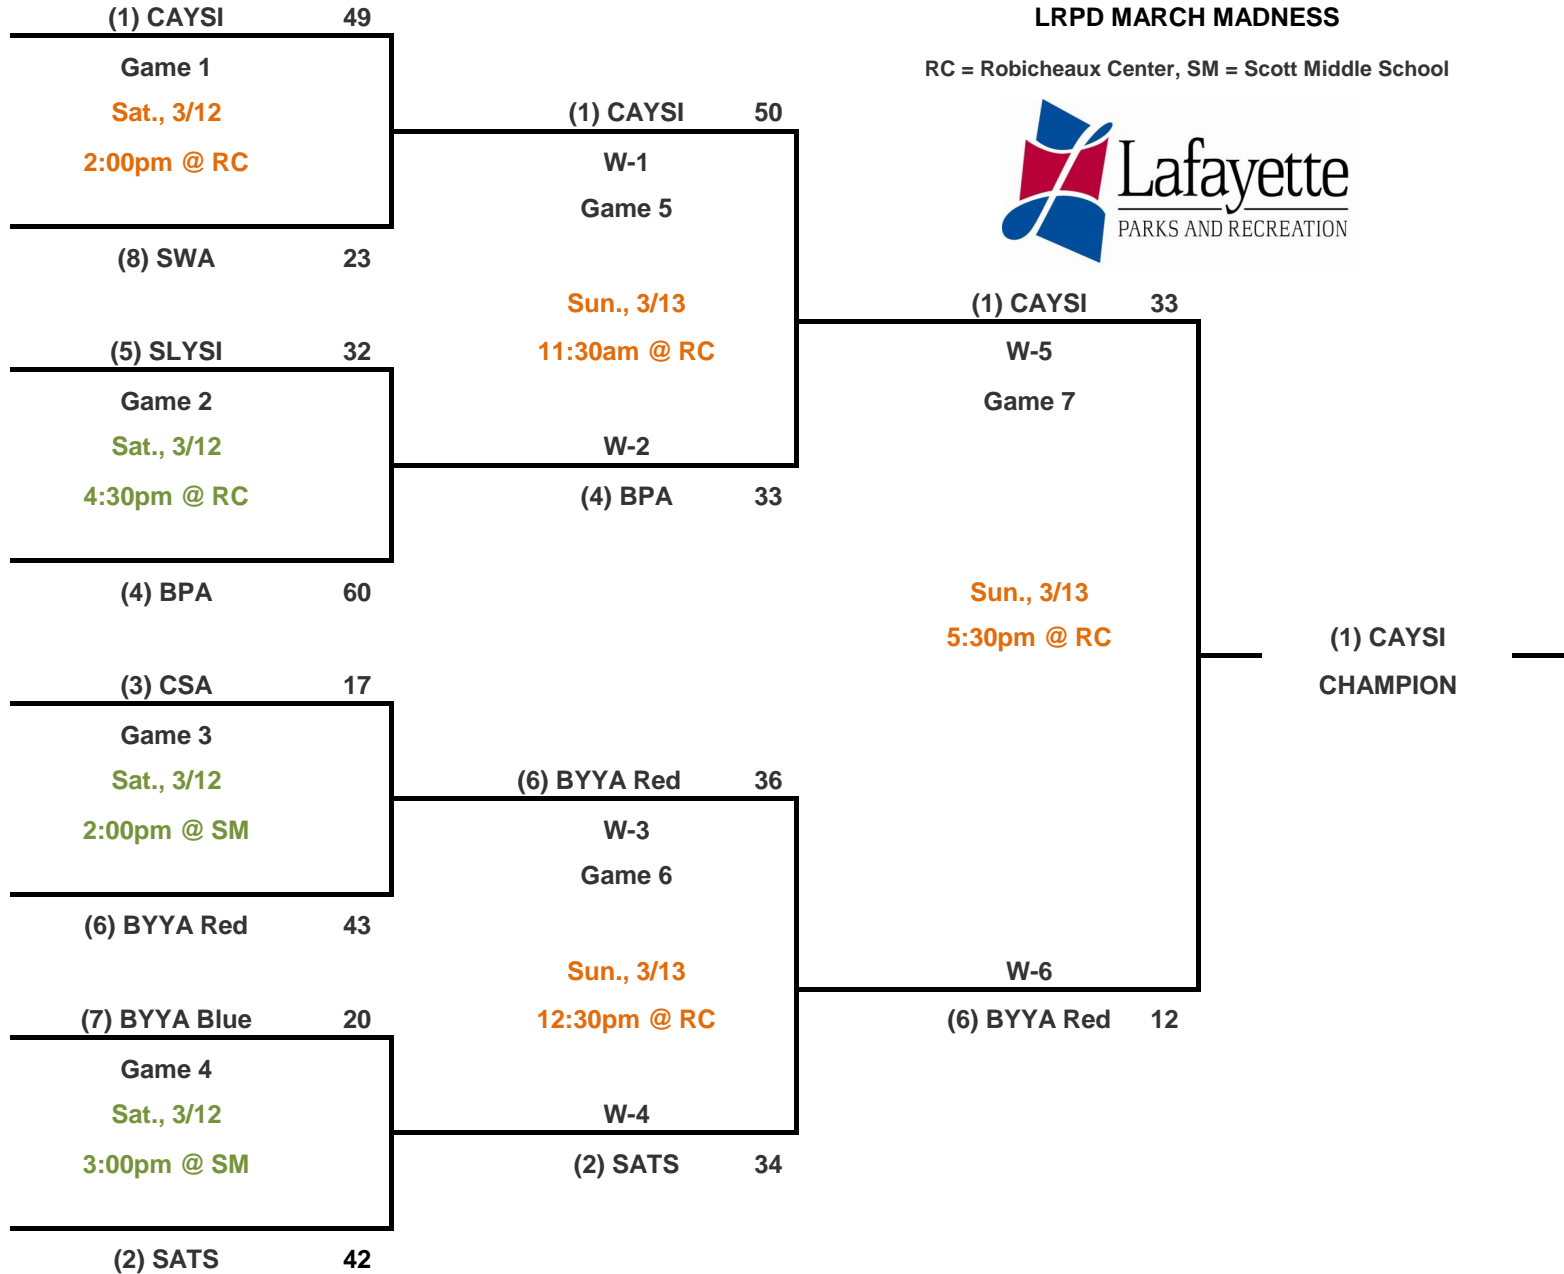 LRPD MARCH MADNESS
RC = Robicheaux Center, SM = Scott Middle School
Lafayette
PARKS AND RECREATION
(1) CAYSI 49
Game 1
Sat., 3/12
2:00pm @ RC
(8) SWA 23
(5) SLYSI 32
Game 2
Sat., 3/12
4:30pm @ RC
(4) BPA 60
(3) CSA 17
Game 3
Sat., 3/12
2:00pm @ SM
(6) BYYA Red 43
(7) BYYA Blue 20
Game 4
Sat., 3/12
3:00pm @ SM
(2) SATS 42
(1) CAYSI 50
W-1
Game 5
Sun., 3/13
11:30am @ RC
W-2
(4) BPA 33
(6) BYYA Red 36
W-3
Game 6
Sun., 3/13
12:30pm @ RC
W-4
(2) SATS 34
(1) CAYSI 33
W-5
Game 7
Sun., 3/13
5:30pm @ RC
W-6
(6) BYYA Red 12
(1) CAYSI
CHAMPION